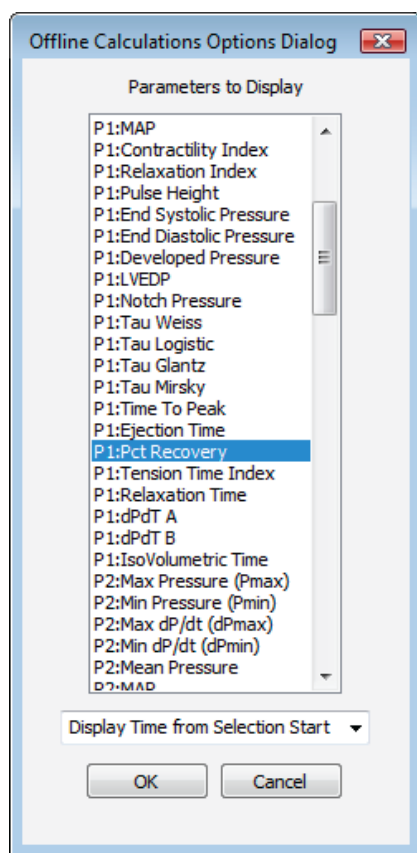 Offline Calculations Options Dialog
Parameters to Display
P1:MAP
P1:Contractility Index
P1:Relaxation Index
P1:Pulse Height
P1:End Systolic Pressure
P1:End Diastolic Pressure
P1:Developed Pressure
P1:LVEDP
P1:Notch Pressure
P1:Tau Weiss
P1:Tau Logistic
P1:Tau Glantz
P1:Tau Mirsky
P1:Time To Peak
P1:Ejection Time
P1:Pct Recovery
P1:Tension Time Index
P1:Relaxation Time
P1:dPdT A
P1:dPdT B
P1:IsoVolumetric Time
P2:Max Pressure (Pmax)
P2:Min Pressure (Pmin)
P2:Max dP/dt (dPmax)
P2:Min dP/dt (dPmin)
P2:Mean Pressure
P2:MAP
Display Time from Selection Start
OK Cancel